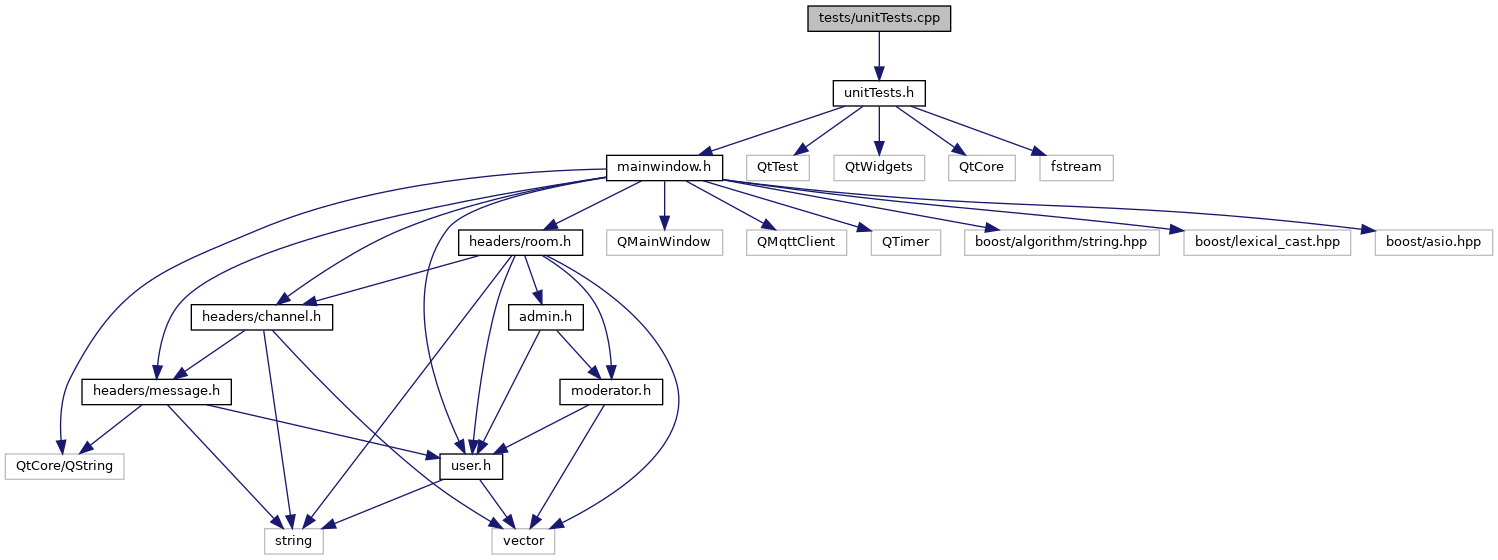 tests/unitTests.cpp
unitTests.h
mainwindow.h
QtTest
QtWidgets
QtCore
fstream
headers/room.h
QMainWindow
QMqttClient
QTimer
boost/algorithm/string.hpp
boost/lexical_cast.hpp
boost/asio.hpp
headers/channel.h
admin.h
headers/message.h
moderator.h
QtCore/QString
user.h
string
vector